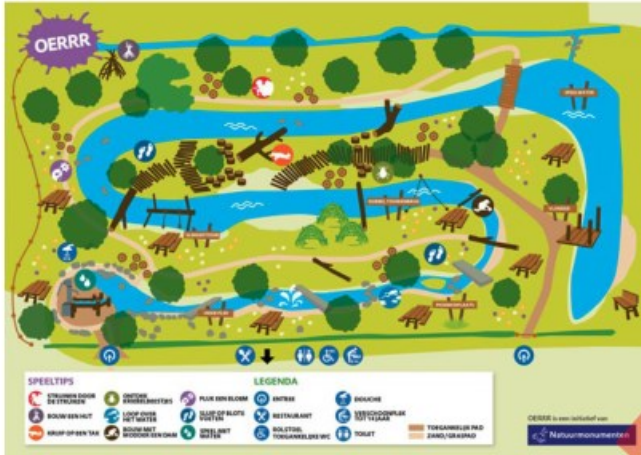 OERRR
SPEELTIPS
STRUINEN DOOR
DE STRUIKEN
BOUW EEN HUT
KRUIP OP EEN TAK
ONTDEK
KRIEBELBEESTJES
LOOP OVER
HET WATER
BOUW MET
MODDER EEN DAM
PLUK EEN BLOEM
SLUIP OP BLOTE
VOETEN
SPEEL MET
WATER
LEGENDA
ENTREE
RESTAURANT
ROLSTOEL
TOEGANKELIJKE WC
DOUCHE
VERSCHOONPLEK
TOT 14 JAAR
TOILET
TOEGANKELIJK PAD
ZAND/GRASPAD
OERRR is een initiatief van
Natuurmonumenten